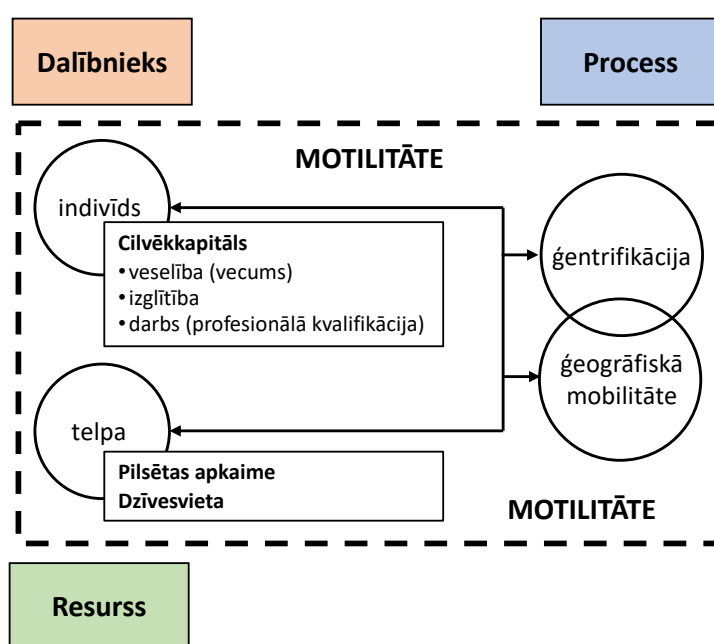 Dalībnieks
Process
MOTILITĀTE
indivīds
Cilvēkkapitāls
• veselība (vecums)
• izglītība
• darbs (profesionālā kvalifikācija)
ģentrifikācija
ģeogrāfiskā
mobilitāte
telpa
Pilsētas apkaime
Dzīvesvieta
MOTILITĀTE
Resurss